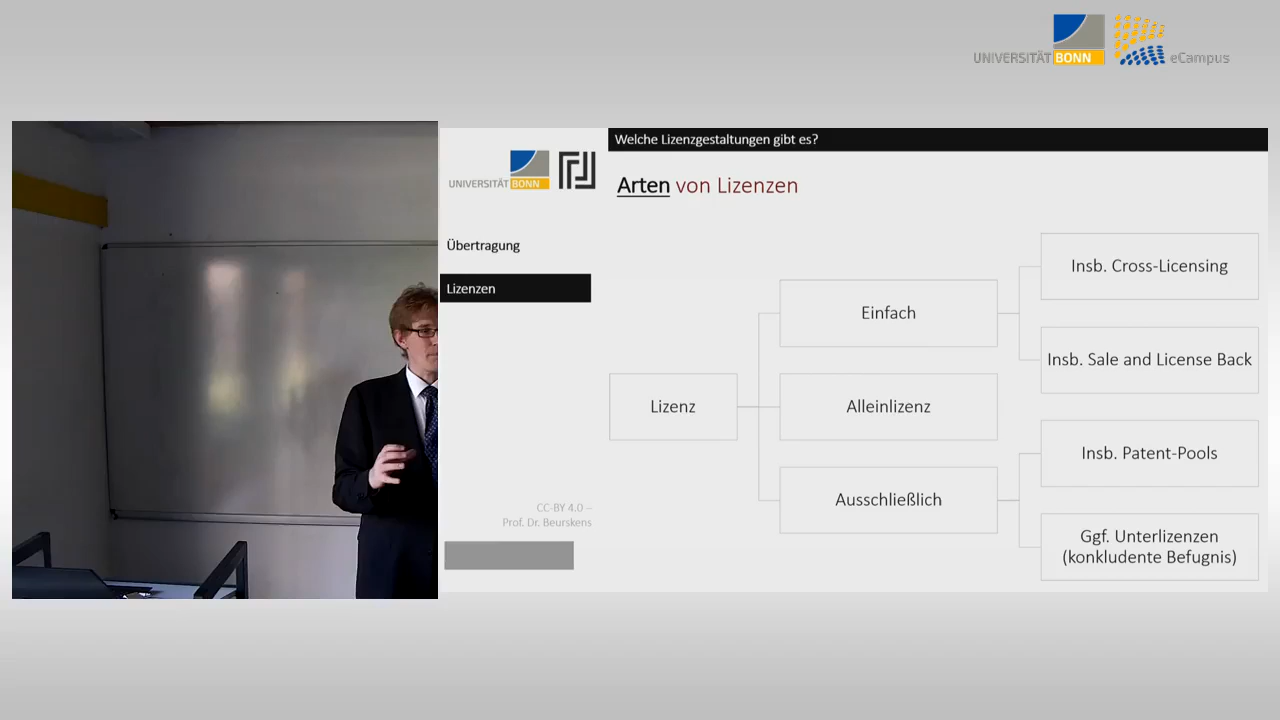 UNIVERSITÄT BONN
eCampus
Welche Lizenzgestaltungen gibt es?
UNIVERSITÄT BONN
Arten von Lizenzen
Übertragung
Lizenzen
Lizenz
Einfach
Alleinlizenz
Ausschließlich
Insb. Cross-Licensing
Insb. Sale and License Back
Insb. Patent-Pools
Ggf. Unterlizenzen
(konkludente Befugnis)
CC-BY 4.0 –
Prof. Dr. Beurskens